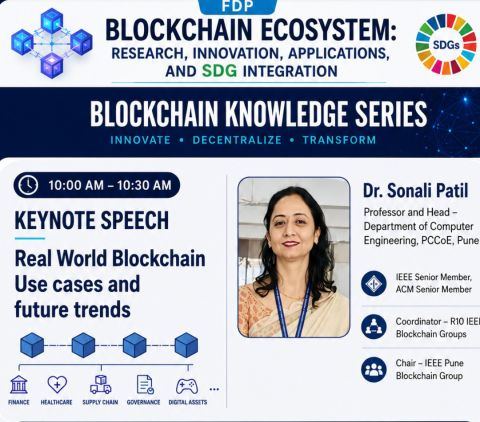 FDP
BLOCKCHAIN ECOSYSTEM:
RESEARCH, INNOVATION, APPLICATIONS,
AND SDG INTEGRATION
SDGs
BLOCKCHAIN KNOWLEDGE SERIES
INNOVATE • DECENTRALIZE • TRANSFORM
10:00 AM – 10:30 AM
KEYNOTE SPEECH
Real World Blockchain
Use cases and
future trends
FINANCE
HEALTHCARE
SUPPLY CHAIN
GOVERNANCE
DIGITAL ASSETS
...
Dr. Sonali Patil
Professor and Head –
Department of Computer
Engineering, PCCoE, Pune
IEEE Senior Member,
ACM Senior Member
Coordinator – R10 IEE
Blockchain Groups
Chair – IEEE Pune
Blockchain Group